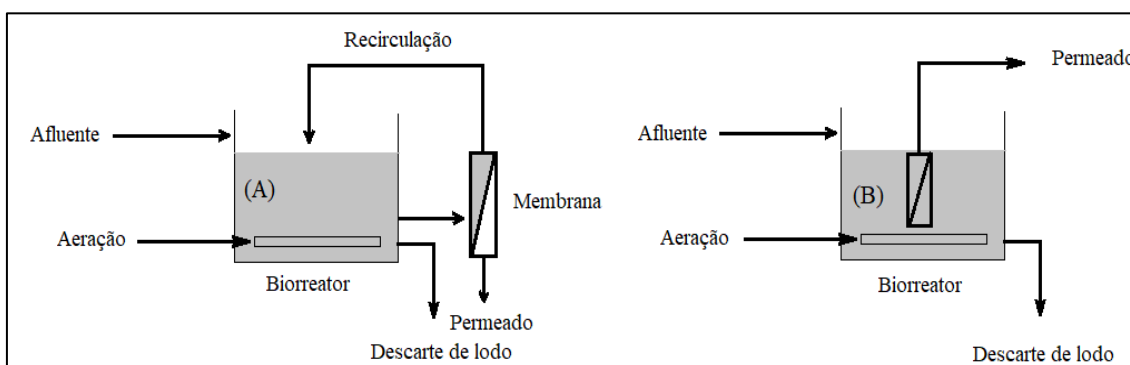 Recirculação
Afluente
(A)
Membrana
Aeração
Biorreator
Permeado
Descarte de lodo
Permeado
Afluente
(B)
Aeração
Biorreator
Descarte de lodo